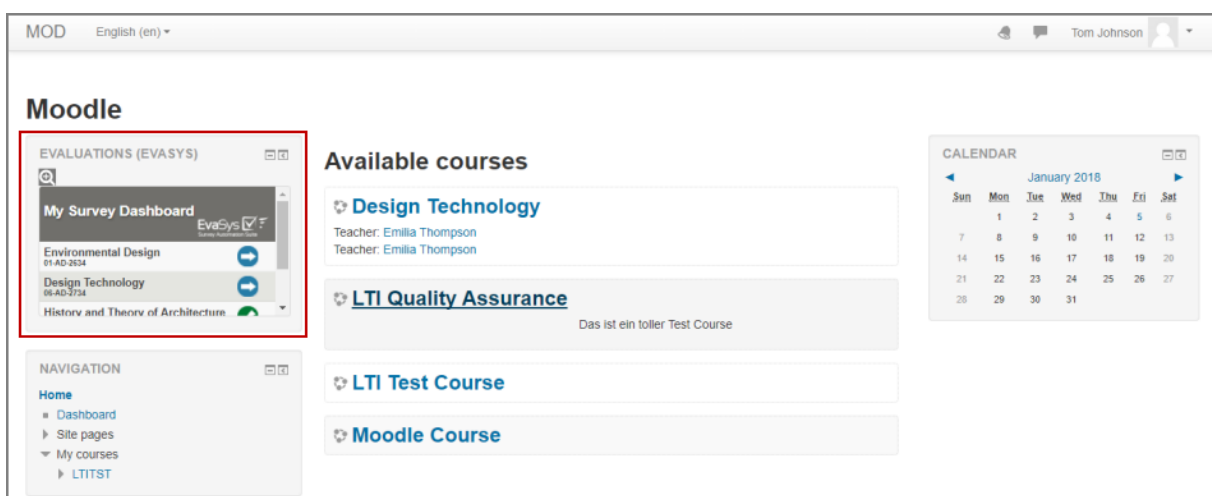 MOD English (en)
Tom Johnson
Moodle
EVALUATIONS (EVASYS)
My Survey Dashboard
EvaSys
Survey Automation Suite
Environmental Design
01-AD-2634
Design Technology
06-AD-2734
History and Theory of Architecture
NAVIGATION
Home
Dashboard
Site pages
My courses
LTITST
Available courses
Design Technology
Teacher: Emilia Thompson
Teacher: Emilia Thompson
LTI Quality Assurance
Das ist ein toller Test Course
LTI Test Course
Moodle Course
CALENDAR
January 2018
Sun Mon Tue Wed Thu Fri Sat
1 2 3 4 5 6
7 8 9 10 11 12 13
14 15 16 17 18 19 20
21 22 23 24 25 26 27
28 29 30 31